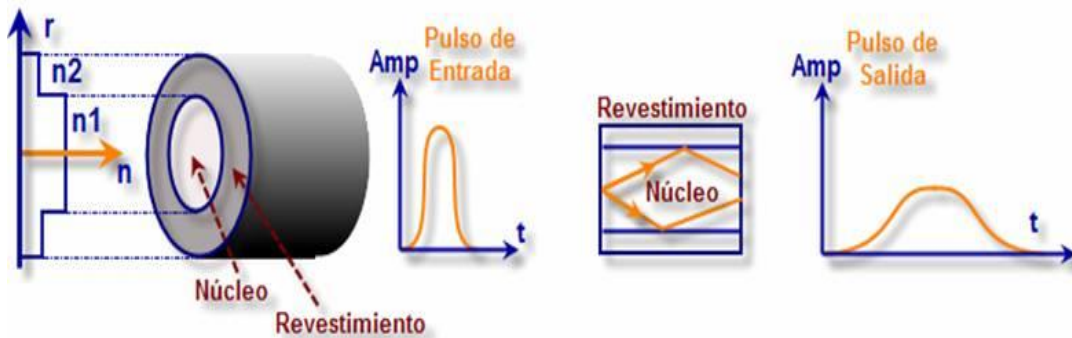 r
n2
n1
n
Núcleo
Revestimiento
Amp
Pulso de
Entrada
t
Revestimiento
Núcleo
Amp
Pulso de
Salida
t